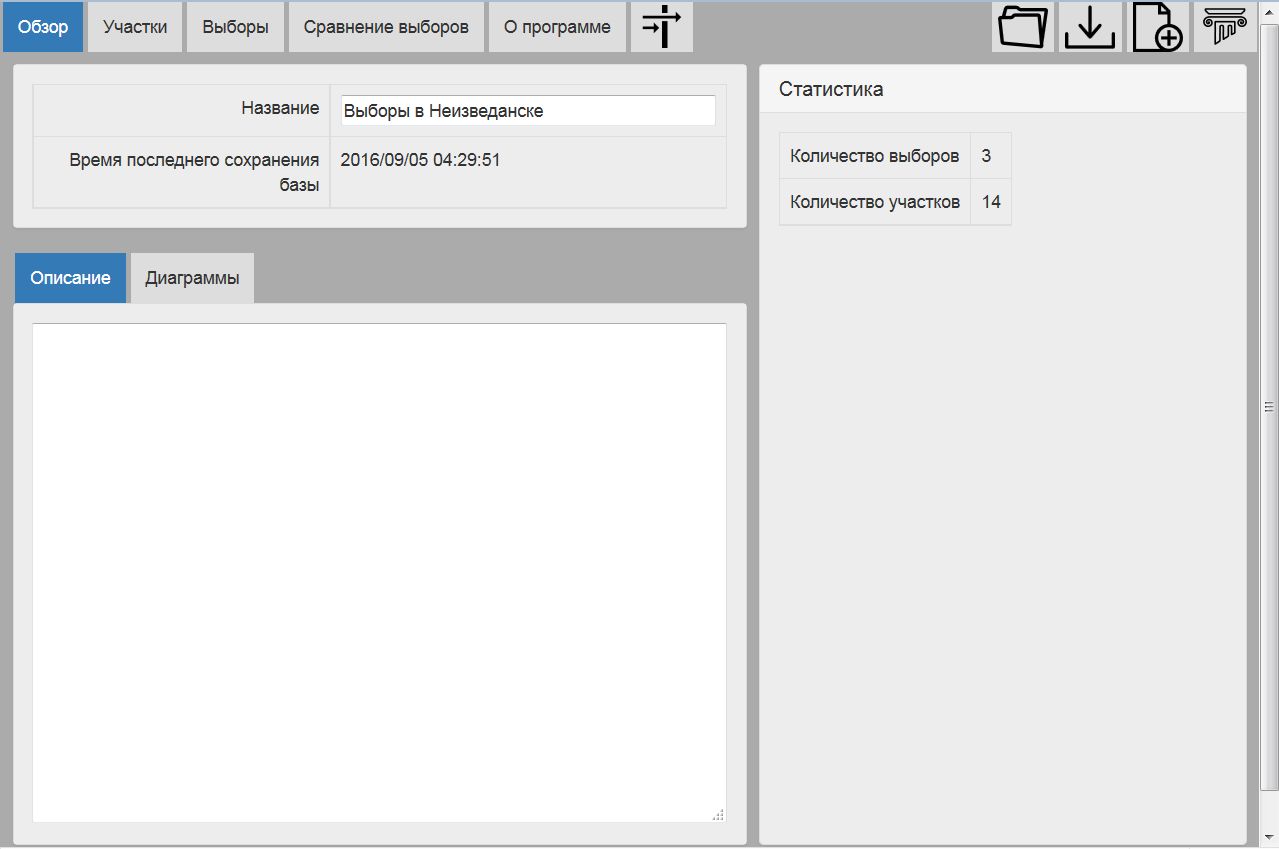 Обзор
Участки
Выборы
Сравнение выборов
О программе
Название
Выборы в Неизведанске
Время последнего сохранения
базы
2016/09/05 04:29:51
Описание
Диаграммы
Статистика
Количество выборов 3
Количество участков 14